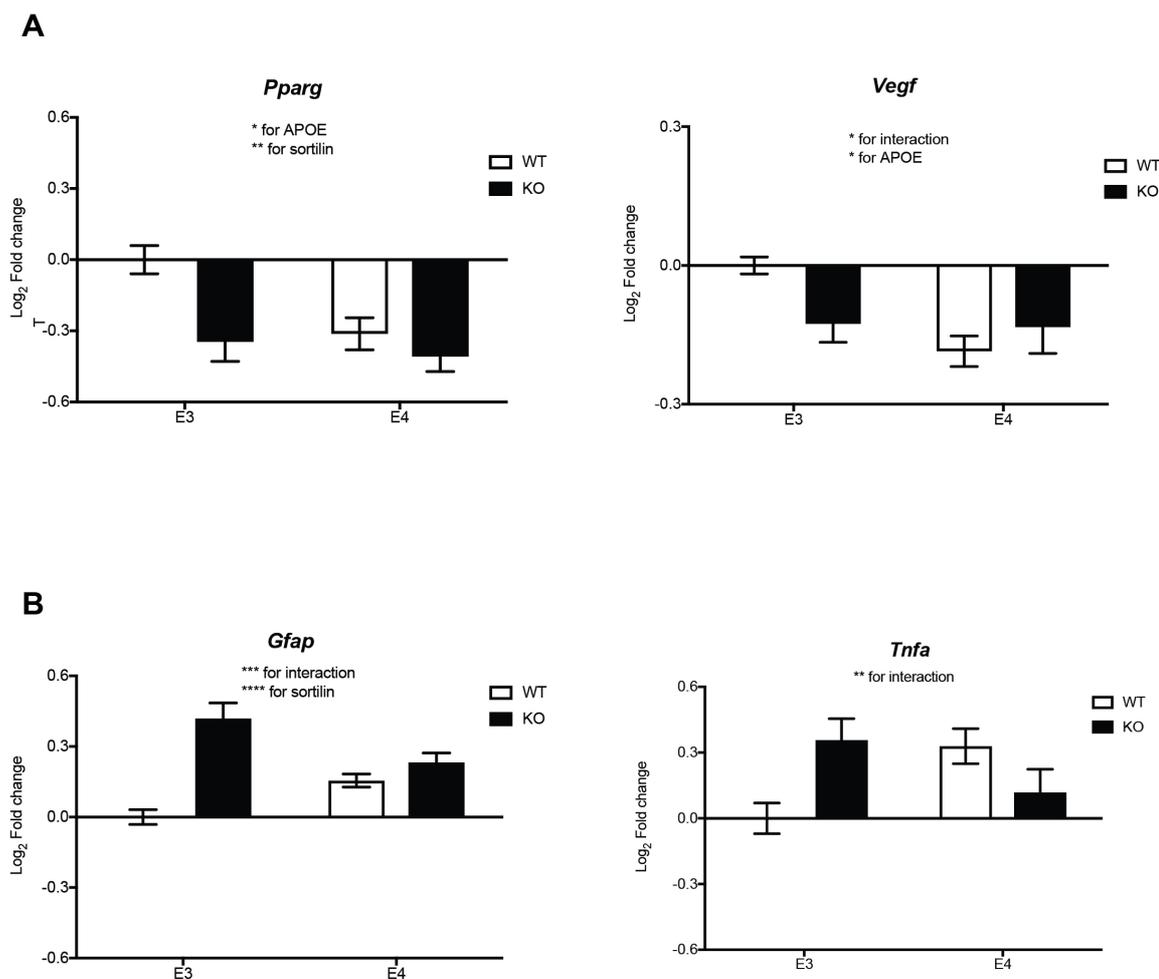 A
Pparg
* for APOE
** for sortilin
WT
KO
0.6
0.3
0.0
-0.3
-0.6
Log2 Fold change
T
E3
E4
Vegf
* for interaction
* for APOE
WT
KO
0.3
0.0
-0.3
Log2 Fold change
E3
E4
B
Gfap
*** for interaction
**** for sortilin
WT
KO
0.6
0.3
0.0
-0.3
-0.6
Log2 Fold change
E3
E4
Tnfa
** for interaction
WT
KO
0.6
0.3
0.0
-0.3
-0.6
Log2 Fold change
E3
E4